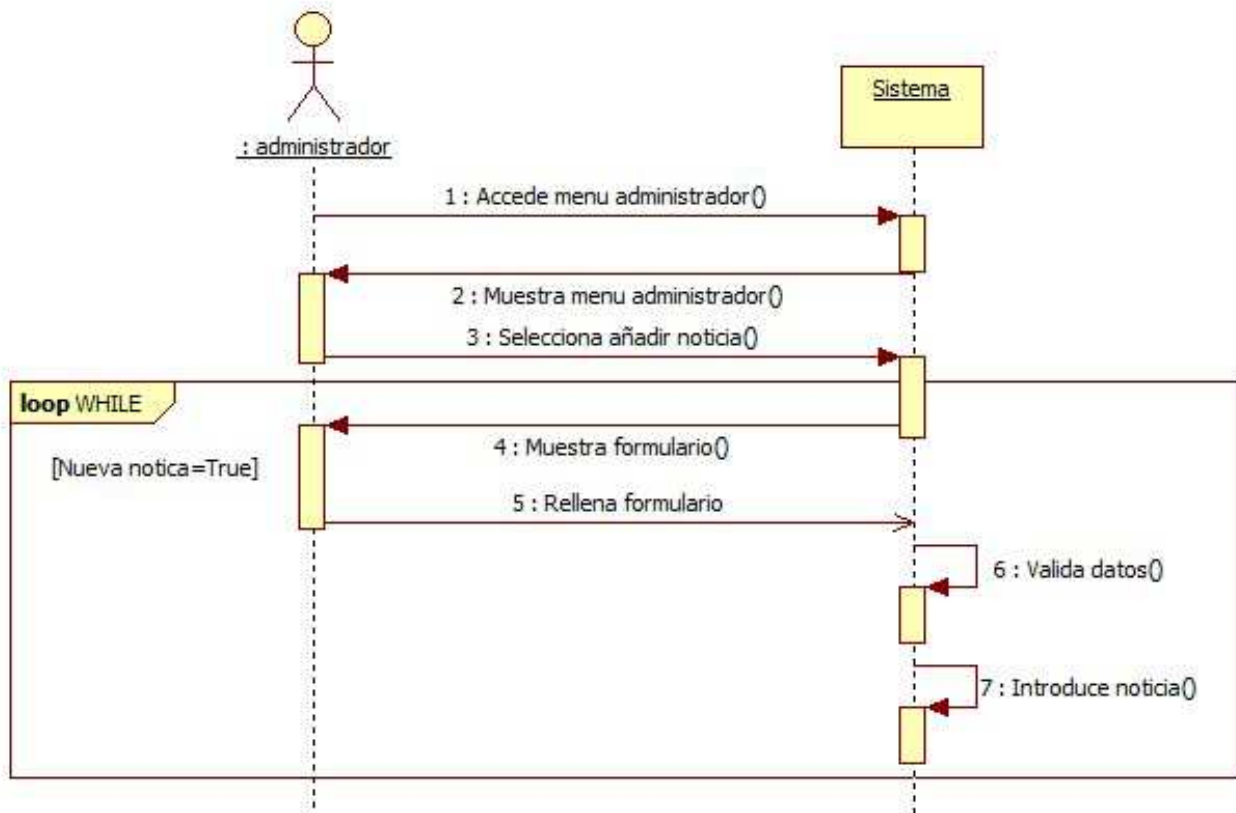 Sistema
: administrador
1 : Accede menu administrador()
2 : Muestra menu administrador()
3 : Selecciona añadir noticia()
loop WHILE
4 : Muestra formulario()
[Nueva notica=True]
5 : Rellena formulario
6 : Valida datos()
7 : Introduce noticia()